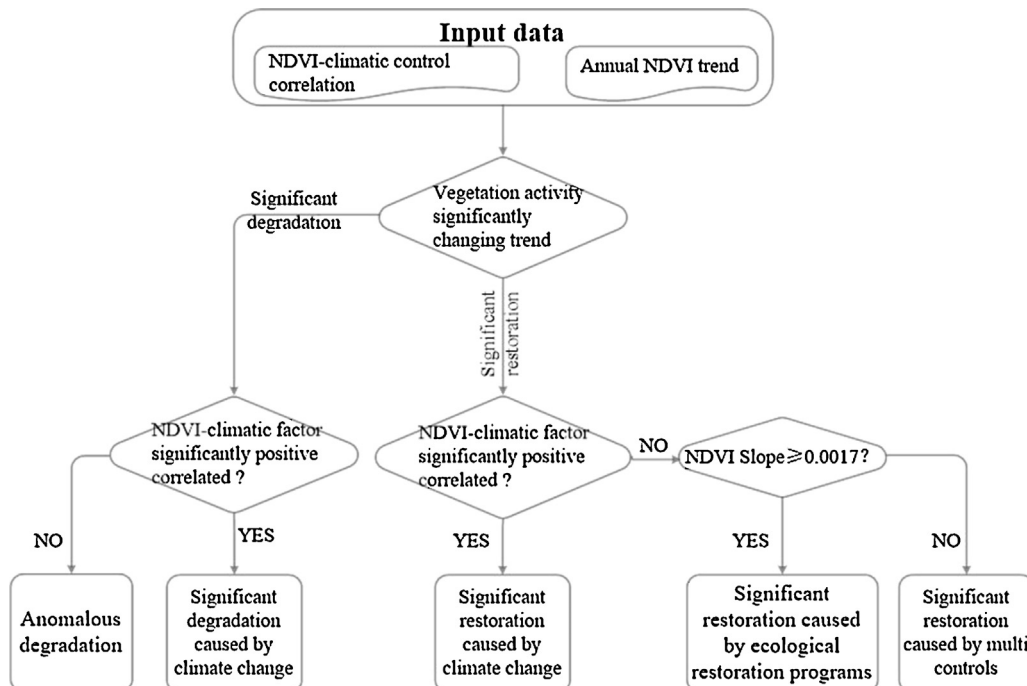 Input data
NDVI-climatic control
correlation
Annual NDVI trend
Vegetation activity
significantly
changing trend
Significant
degradation
Significant
restoration
NDVI-climatic factor
significantly positive
correlated ?
NDVI-climatic factor
significantly positive
correlated ?
NO
NDVI Slope≥0.0017?
NO
YES
YES
YES
NO
Anomalous
degradation
Significant
degradation
caused by
climate change
Significant
restoration
caused by
climate change
Significant
restoration caused
by ecological
restoration programs
Significant
restoration
caused by multi
controls